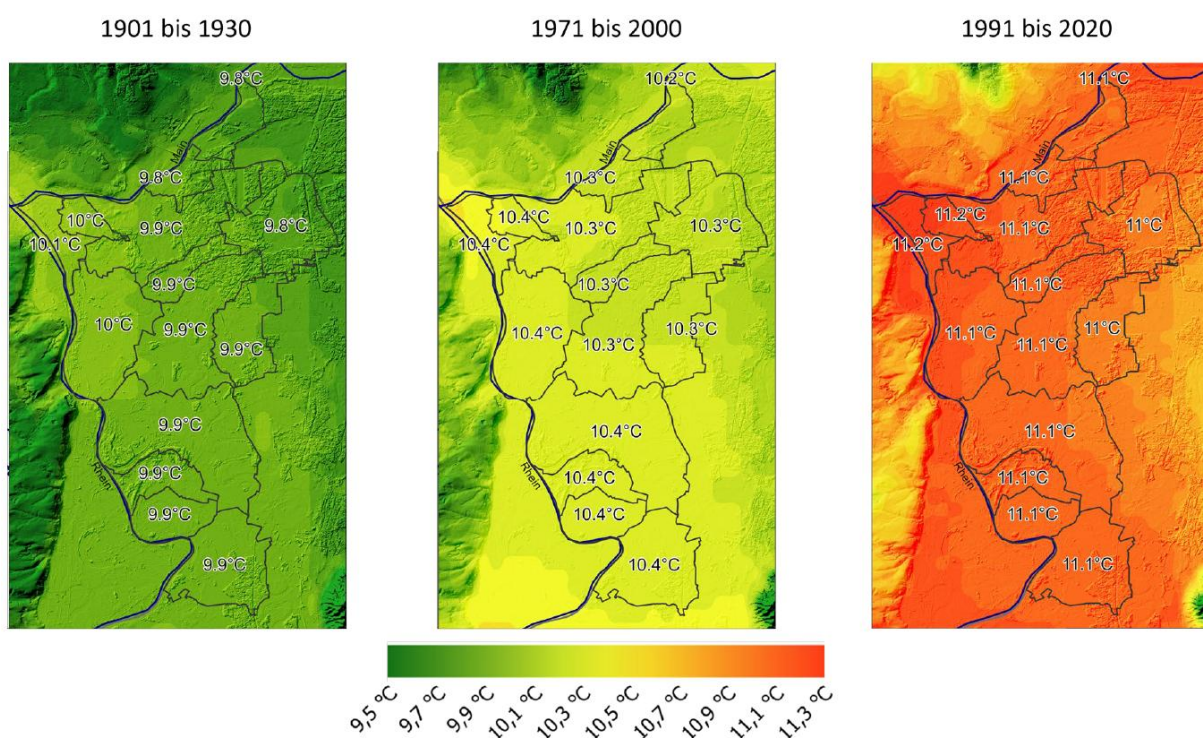 1901 bis 1930
1971 bis 2000
1991 bis 2020
9.8°C
Main
9.8°C
10°C
9.9°C
9.8°C
10.1°C
9.9°C
10°C
9.9°C
9.9°C
9.9°C
Rhein
9.9°C
9.9°C
9.9°C
10.2°C
Main
10.3°C
10.4°C
10.3°C
10.3°C
10.4°C
10.3°C
10.4°C
10.3°C
10.3°C
10.4°C
Rhein
10.4°C
10.4°C
10.4°C
11.1°C
Main
11.1°C
11.2°C
11.1°C
11°C
11.2°C
11.1°C
11.1°C
11.1°C
11°C
11.1°C
Rhein
11.1°C
11.1°C
11.1°C
9,5 °C
9,7 °C
9,9 °C
10,1 °C
10,3 °C
10,5 °C
10,7 °C
10,9 °C
11,1 °C
11,3 °C